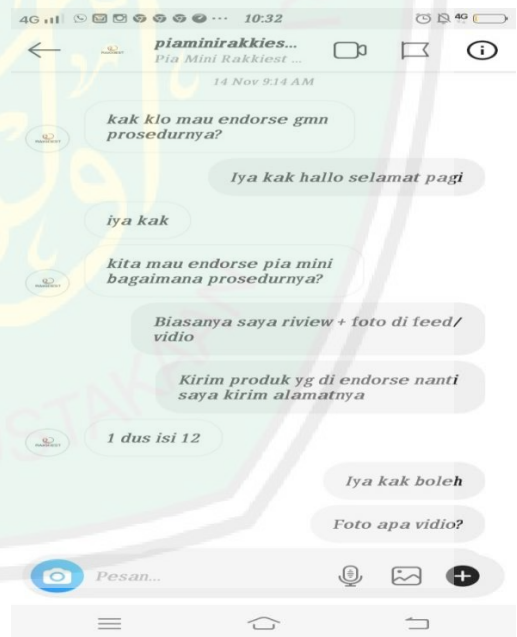 4G 10:32 4G
piaminirakkies...
Pia Mini Rakkiest ...
14 Nov 9.14 AM
kak klo mau endorse gmn
prosedurnya?
Iya kak hallo selamat pagi
iya kak
kita mau endorse pia mini
bagaimana prosedurnya?
Biasanya saya riview + foto di feed/
vidio
Kirim produk yg di endorse nanti
saya kirim alamatnya
1 dus isi 12
Iya kak boleh
Foto apa vidio?
Pesan...